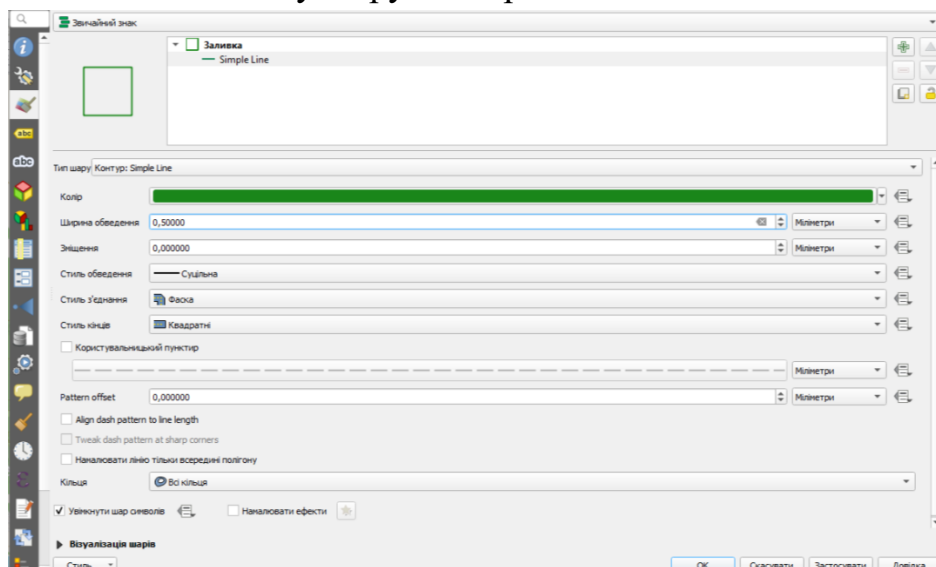 Звичайний знак
Заливка
Simple Line
abc
abc
Тип шару Контур: Simple Line
Колір
Ширина обведення 0,50000 Міліметри
Зміщення 0,000000 Міліметри
Стиль обведення Суцільна
Стиль з'єднання Фаска
Стиль кінців Квадратні
Користувальницький пунктир
Міліметри
Pattern offset 0,000000 Міліметри
Align dash pattern to line length
Tweak dash pattern at sharp corners
Намалювати лінію тільки всередині полігону
Кільця Всі кільця
Увімкнути шар символів Намалювати ефекти
Візуалізація шарів
Стиль ОК Скасувати Застосувати Довідка